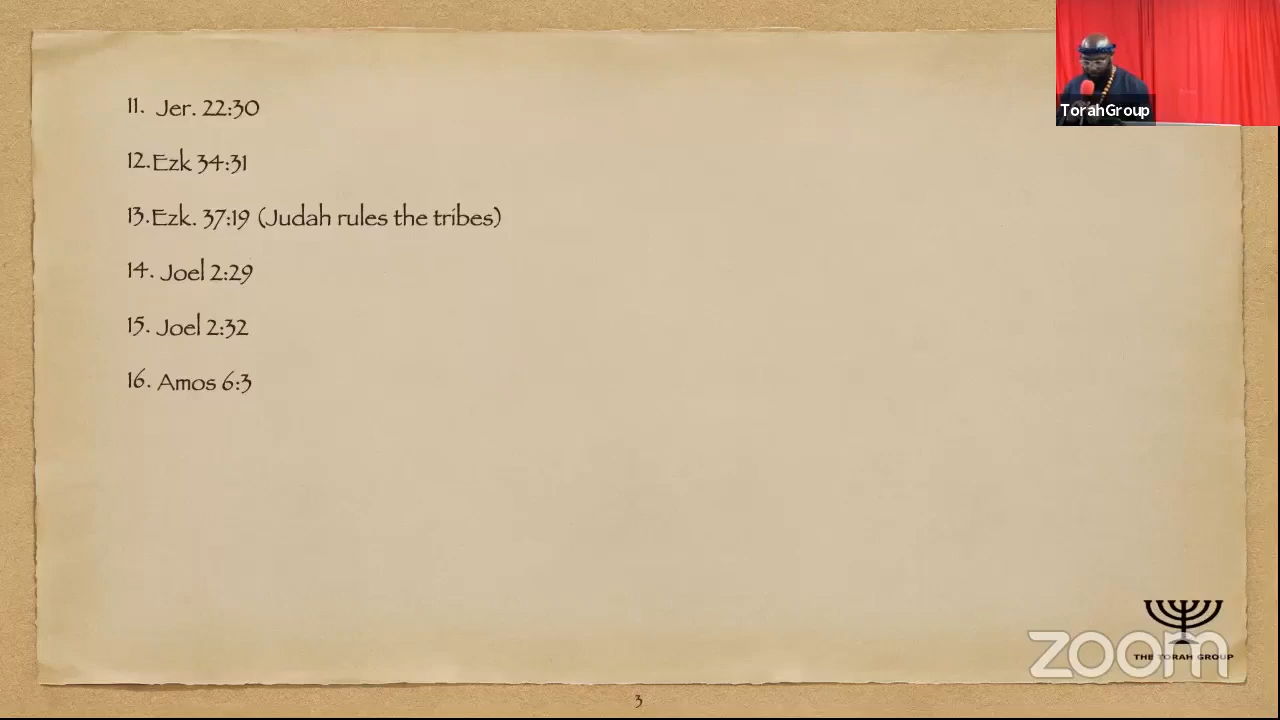 11. Jer. 22:30
12.Ezk 34:31
13.Ezk. 37:19 (Judah rules the tribes)
14. Joel 2:29
15. Joel 2:32
16. Amos 6:3
TorahGroup
zoom
THE TORAH GROUP
3